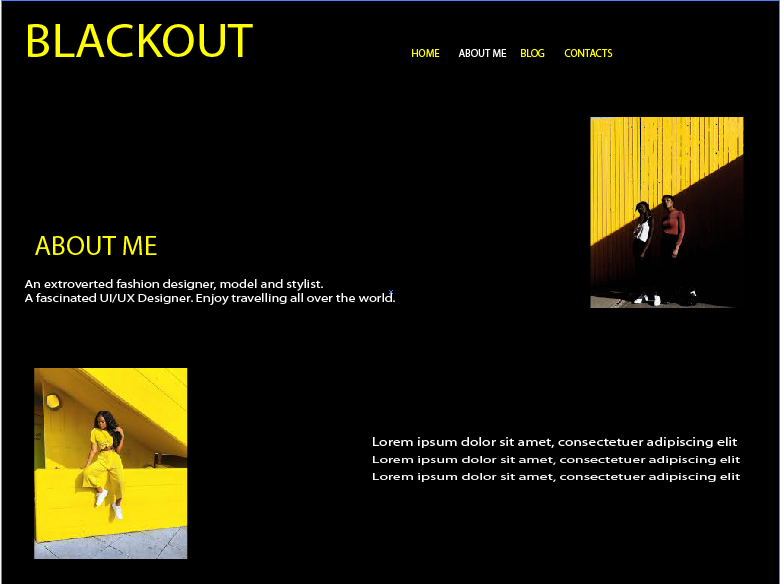 BLACKOUT
HOME ABOUT ME BLOG CONTACTS
ABOUT ME
An extroverted fashion designer, model and stylist.
A fascinated UI/UX Designer. Enjoy travelling all over the world.
Lorem ipsum dolor sit amet, consectetuer adipiscing elit
Lorem ipsum dolor sit amet, consectetuer adipiscing elit
Lorem ipsum dolor sit amet, consectetuer adipiscing elit